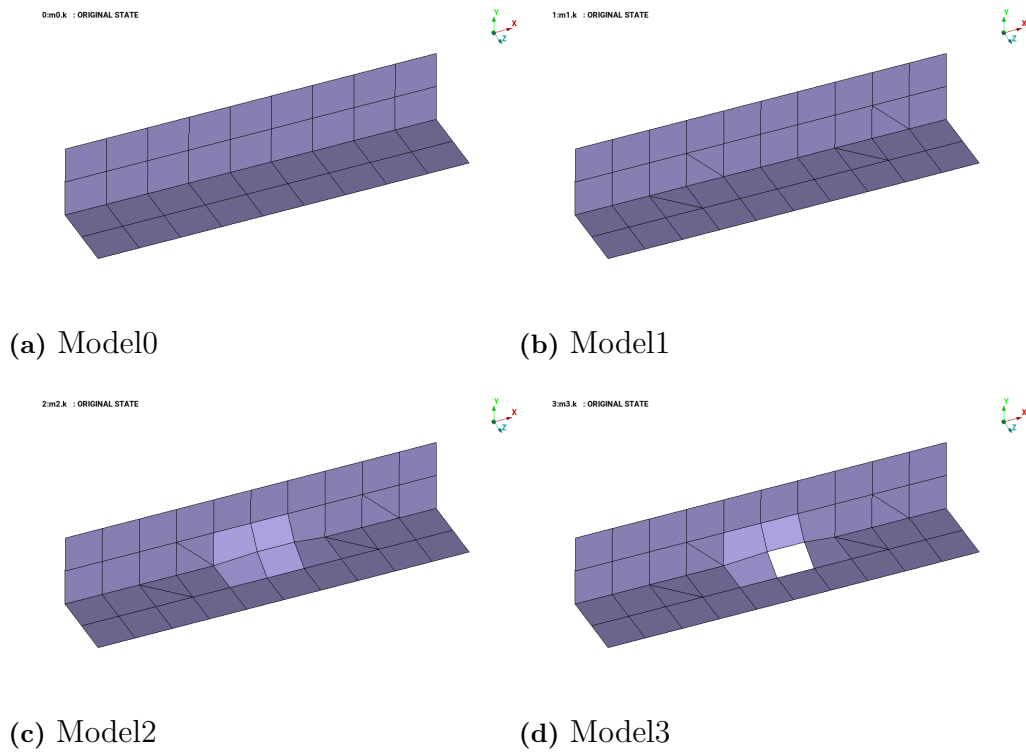 0:m0.k : ORIGINAL STATE
Y
X
Z
1:m1.k : ORIGINAL STATE
Y
X
Z
(a) Model0
(b) Model1
2:m2.k : ORIGINAL STATE
Y
X
Z
3:m3.k : ORIGINAL STATE
Y
X
Z
(c) Model2
(d) Model3